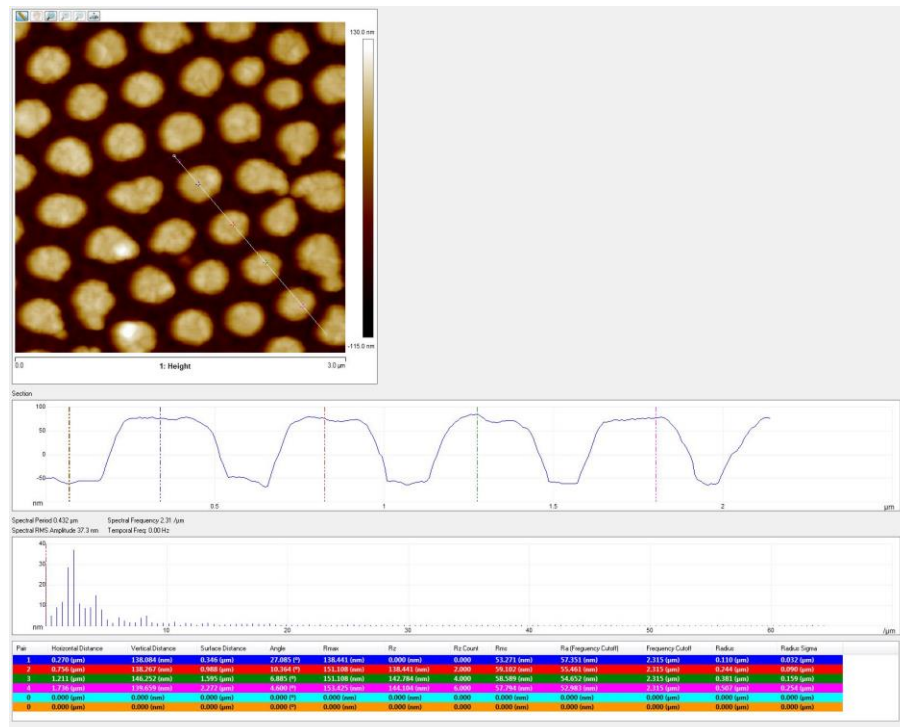 130.0 nm
-115.0 nm
0.0 1: Height 3.0 µm
Section
100
50
0
-50
nm 0.5 1 1.5 2 µm
Spectral Period 0.432 µm Spectral Frequency 2.31 /µm
Spectral RMS Amplitude 37.3 nm Temporal Freq 0.00 Hz
40
30
20
10
nm 10 20 30 40 50 60 /µm
Pair Horizontal Distance Vertical Distance Surface Distance Angle Rmax Rz Rz Count Rms Ra (Frequency Cutoff) Frequency Cutoff Radius Radius Sigma
1 0.270 (µm) 138.084 (nm) 0.346 (µm) 27.085 (°) 138.441 (nm) 0.000 (nm) 0.000 53.271 (nm) 57.351 (nm) 2.315 (µm) 0.110 (µm) 0.032 (µm)
2 0.756 (µm) 138.267 (nm) 0.988 (µm) 10.364 (°) 151.108 (nm) 138.441 (nm) 2.000 59.182 (nm) 55.461 (nm) 2.315 (µm) 0.244 (µm) 0.090 (µm)
3 1.211 (µm) 146.252 (nm) 1.595 (µm) 6.885 (°) 151.108 (nm) 142.784 (nm) 4.000 58.589 (nm) 54.652 (nm) 2.315 (µm) 0.381 (µm) 0.159 (µm)
4 1.736 (µm) 139.659 (nm) 2.272 (µm) 4.600 (°) 153.425 (nm) 144.104 (nm) 6.000 57.794 (nm) 52.983 (nm) 2.315 (µm) 0.507 (µm) 0.254 (µm)
0 0.000 (µm) 0.000 (nm) 0.000 (µm) 0.000 (°) 0.000 (nm) 0.000 (nm) 0.000 0.000 (nm) 0.000 (nm) 0.000 (µm) 0.000 (µm) 0.000 (µm)
0 0.000 (µm) 0.000 (nm) 0.000 (µm) 0.000 (°) 0.000 (nm) 0.000 (nm) 0.000 0.000 (nm) 0.000 (nm) 0.000 (µm) 0.000 (µm) 0.000 (µm)